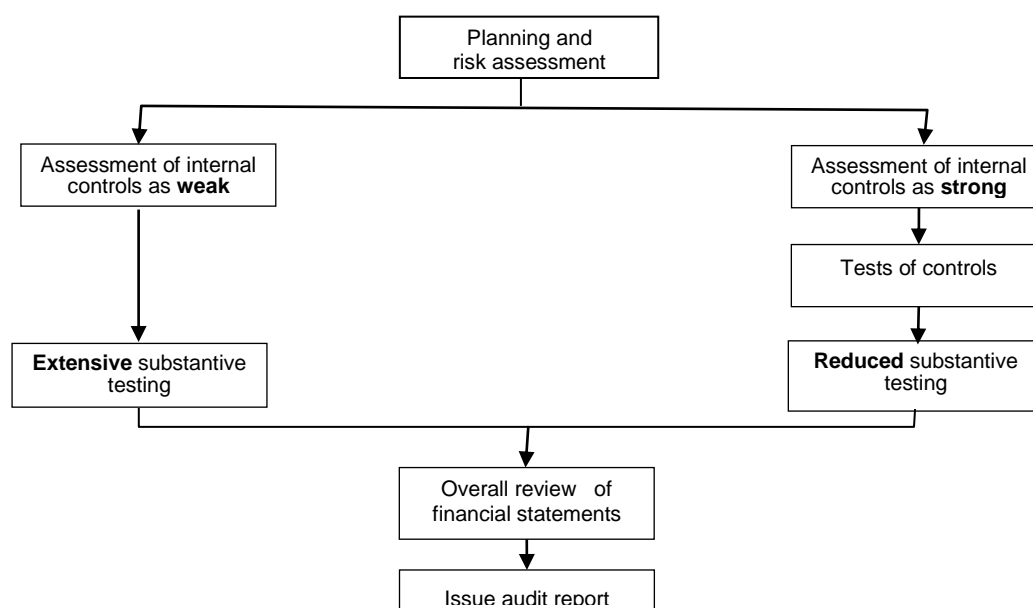 Planning and
risk assessment
Assessment of internal
controls as weak
Assessment of internal
controls as strong
Tests of controls
Extensive substantive
testing
Reduced substantive
testing
Overall review of
financial statements
Issue audit report